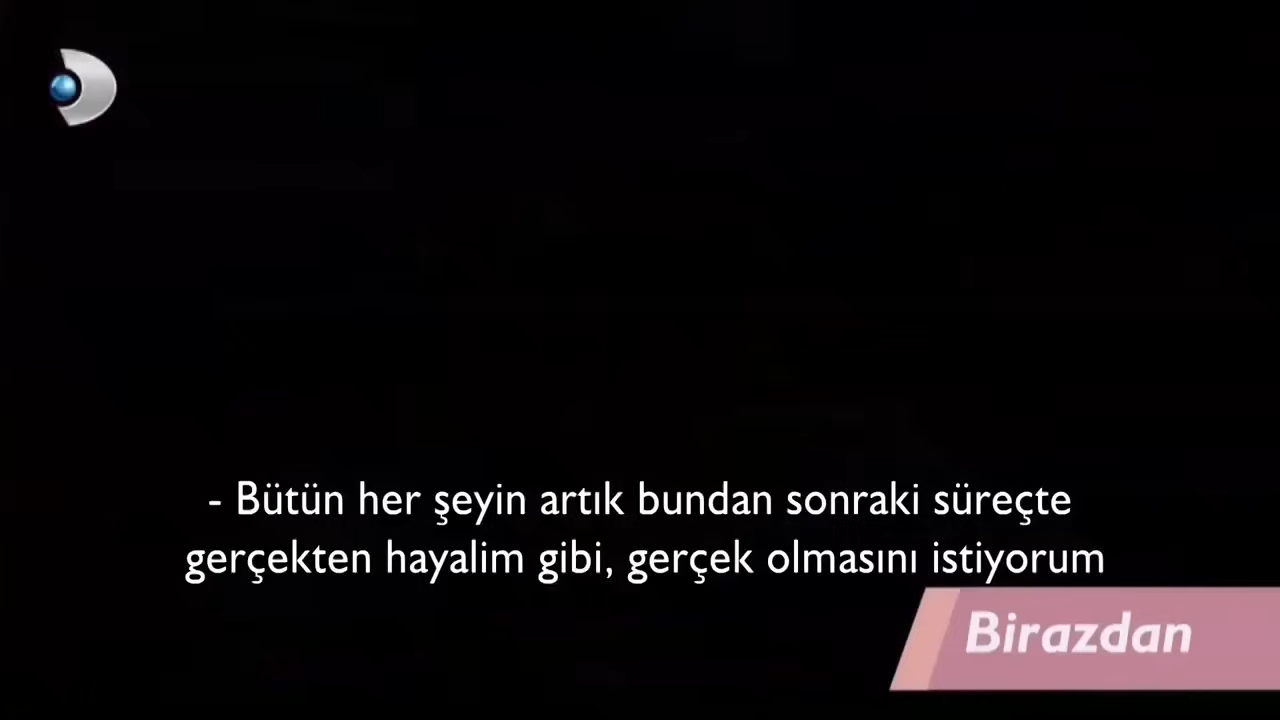 - Bütün her şeyin artık bundan sonraki süreçte
gerçekten hayalim gibi, gerçek olmasını istiyorum
Birazdan